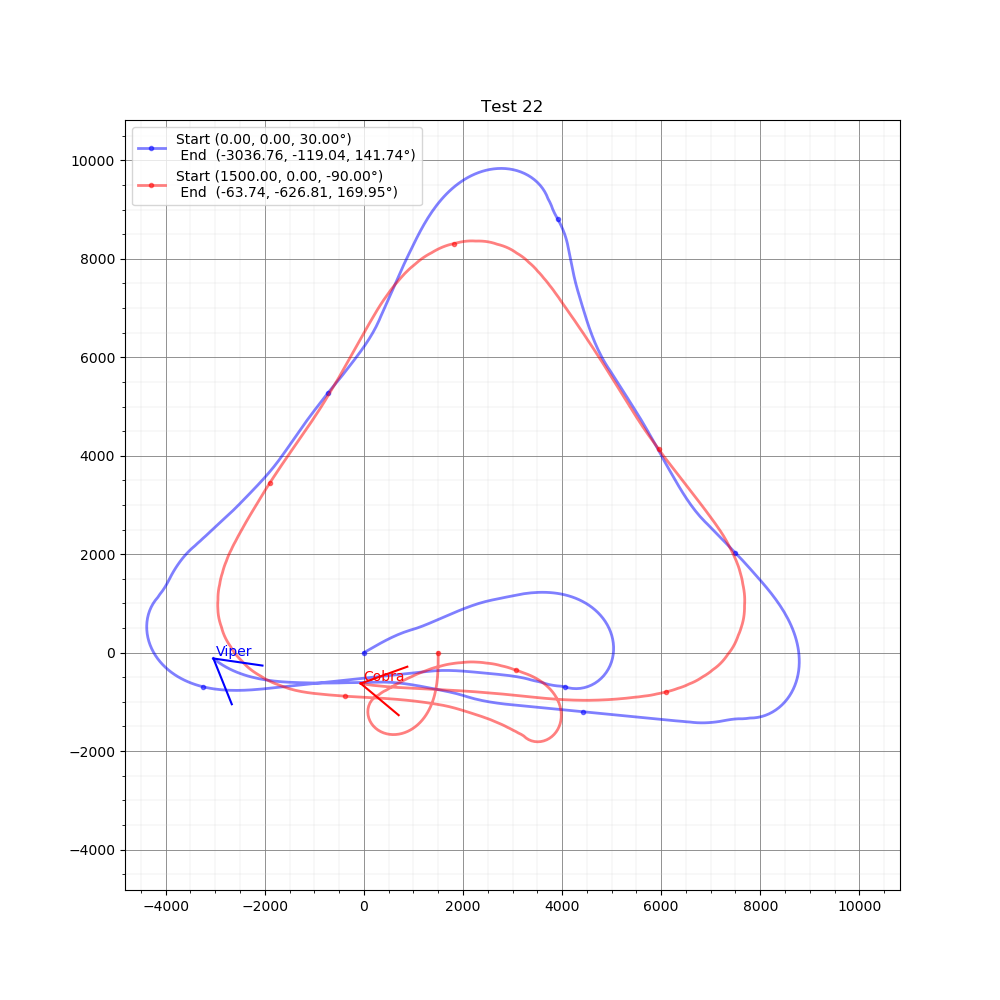 Test 22
Start (0.00, 0.00, 30.00°)
End (-3036.76, -119.04, 141.74°)
Start (1500.00, 0.00, -90.00°)
End (-63.74, -626.81, 169.95°)
10000
8000
6000
4000
2000
0
−2000
−4000
Viper
Cobra
−4000 −2000 0 2000 4000 6000 8000 10000